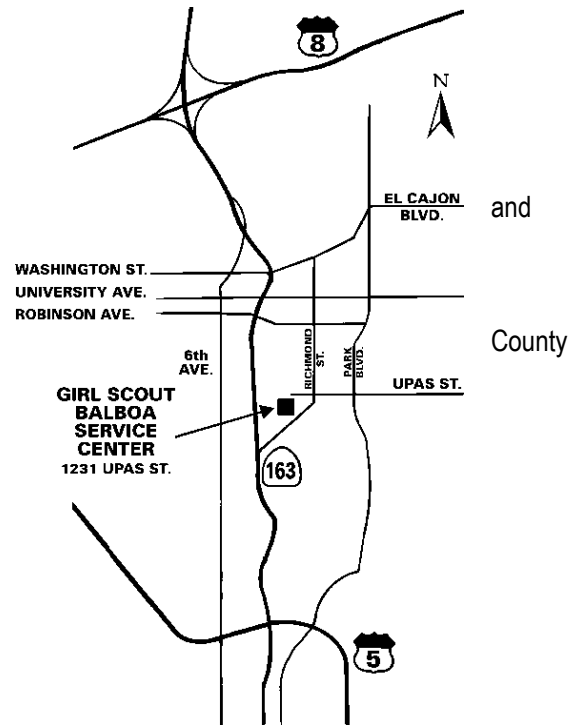 8
N
EL CAJON
BLVD.
and
WASHINGTON ST.
UNIVERSITY AVE.
ROBINSON AVE.
County
6th
AVE.
RICHMOND
ST.
PARK
BLVD.
UPAS ST.
GIRL SCOUT
BALBOA
SERVICE
CENTER
1231 UPAS ST.
163
5